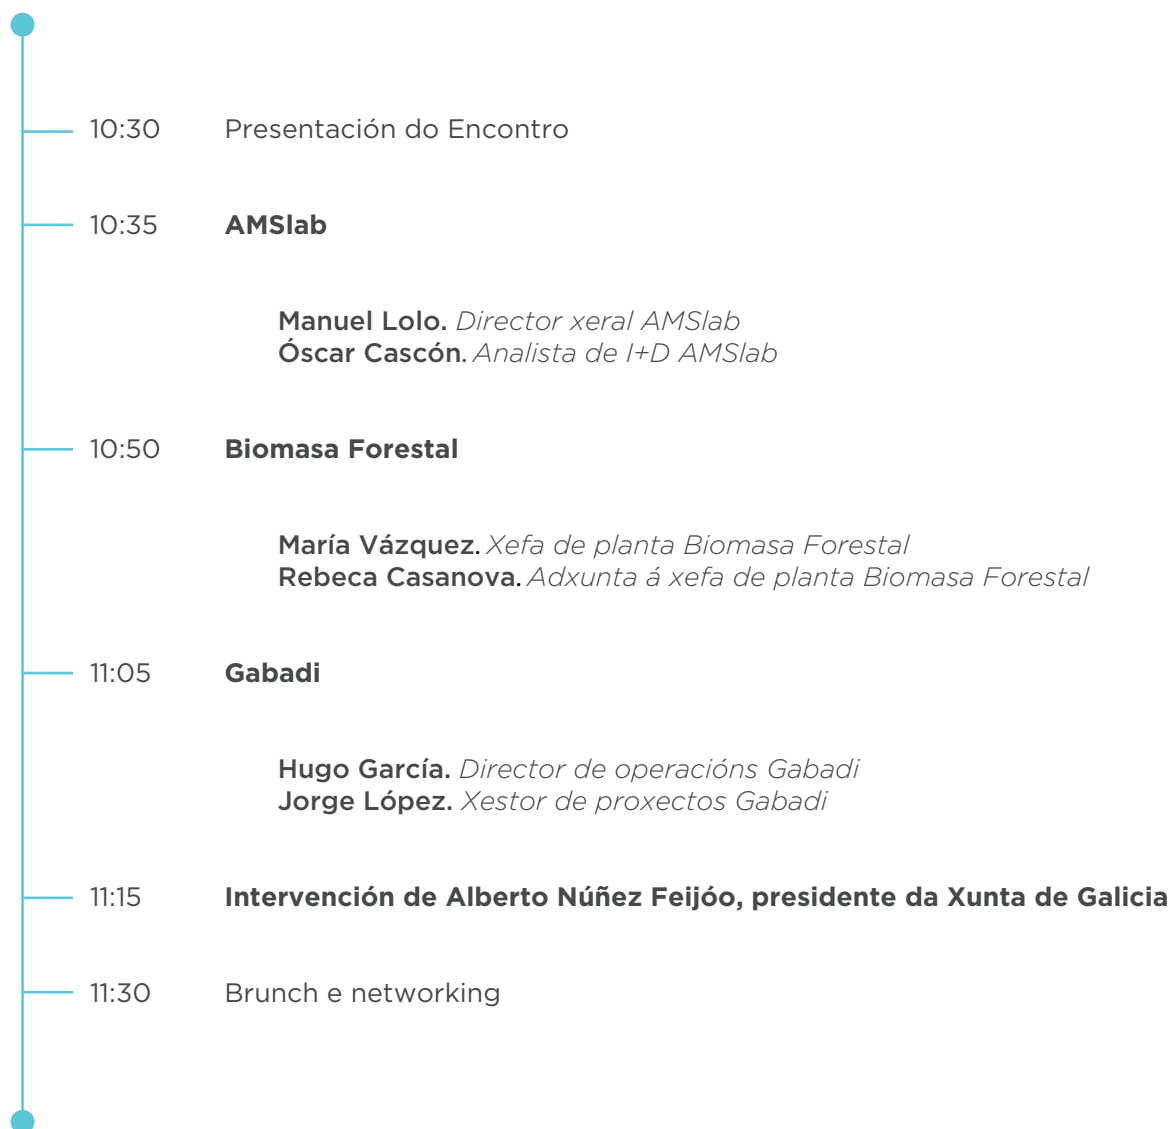 10:30 Presentación do Encontro
10:35 AMSlab
Manuel Lolo. Director xeral AMSlab
Óscar Cascón. Analista de I+D AMSlab
10:50 Biomasa Forestal
María Vázquez. Xefa de planta Biomasa Forestal
Rebeca Casanova. Adxunta á xefa de planta Biomasa Forestal
11:05 Gabadi
Hugo García. Director de operacións Gabadi
Jorge López. Xestor de proxectos Gabadi
11:15 Intervención de Alberto Núñez Feijóo, presidente da Xunta de Galicia
11:30 Brunch e networking